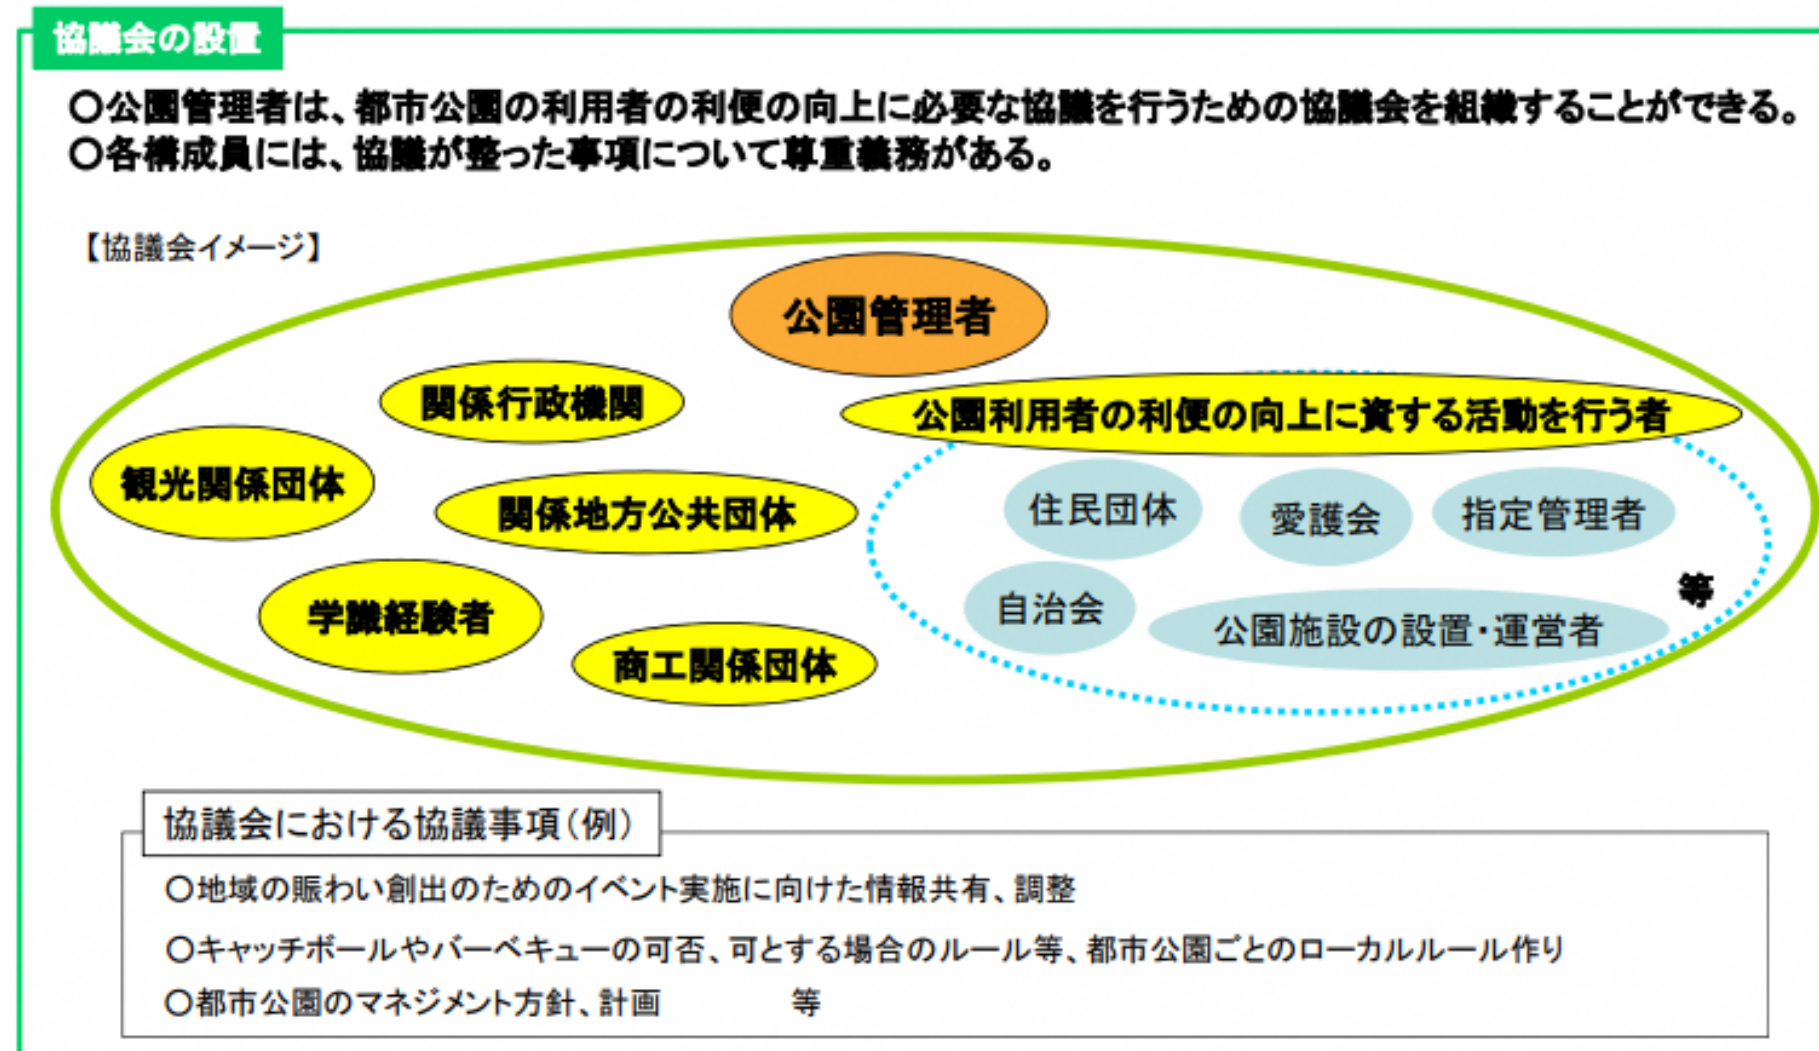 協議会の設置
〇公園管理者は、都市公園の利用者の利便の向上に必要な協議を行うための協議会を組織することができる。
〇各構成員には、協議が整った事項について尊重義務がある。
【協議会イメージ】
公園管理者
関係行政機関
公園利用者の利便の向上に資する活動を行う者
観光関係団体
関係地方公共団体
住民団体
愛護会
指定管理者
等
学識経験者
自治会
公園施設の設置・運営者
商工関係団体
協議会における協議事項(例)
〇地域の賑わい創出のためのイベント実施に向けた情報共有、調整
〇キャッチボールやバーベキューの可否、可とする場合のルール等、都市公園ごとのローカルルール作り
〇都市公園のマネジメント方針、計画 等